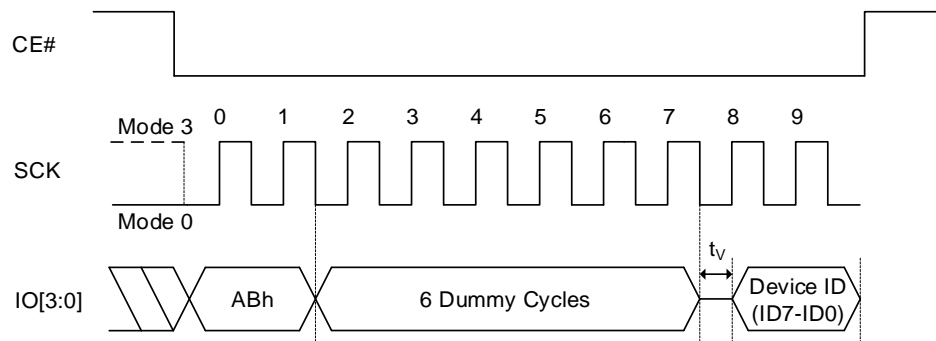 CE#
0 1 2 3 4 5 6 7 8 9
Mode 3
SCK
Mode 0
tV
IO[3:0]
ABh
6 Dummy Cycles
Device ID
(ID7-ID0)